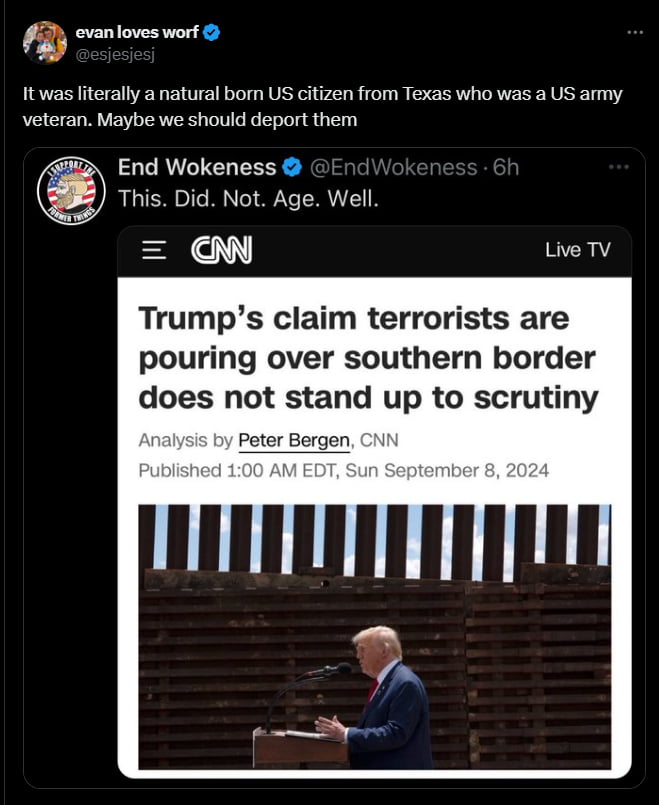 evan loves worf
@esjesjesj
It was literally a natural born US citizen from Texas who was a US army
veteran. Maybe we should deport them
I SUPPORT THE
FORMER THINGS
End Wokeness @EndWokeness · 6h
This. Did. Not. Age. Well.
CNN Live TV
Trump’s claim terrorists are
pouring over southern border
does not stand up to scrutiny
Analysis by Peter Bergen, CNN
Published 1:00 AM EDT, Sun September 8, 2024